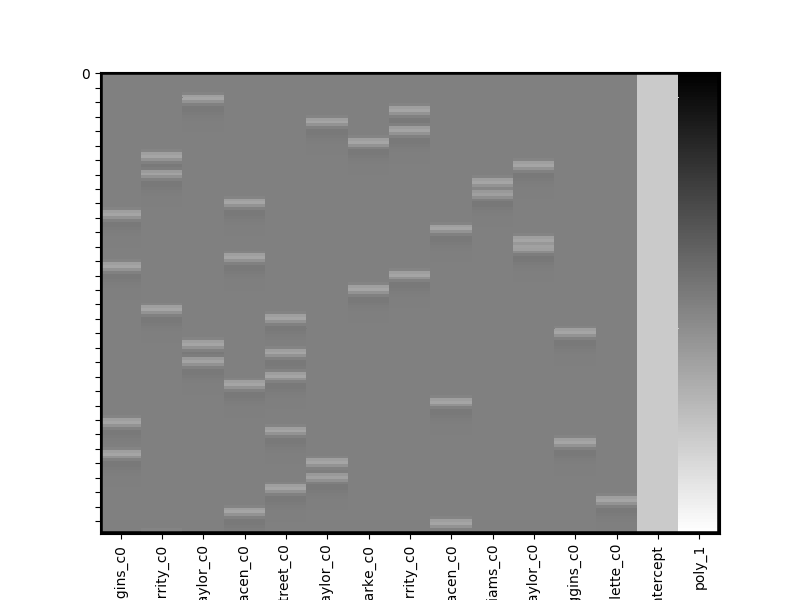 0
gins_c0
rrity_c0
aylor_c0
acen_c0
treet_c0
aylor_c0
arke_c0
rrity_c0
acen_c0
iams_c0
aylor_c0
ggins_c0
lette_c0
ntercept
poly_1